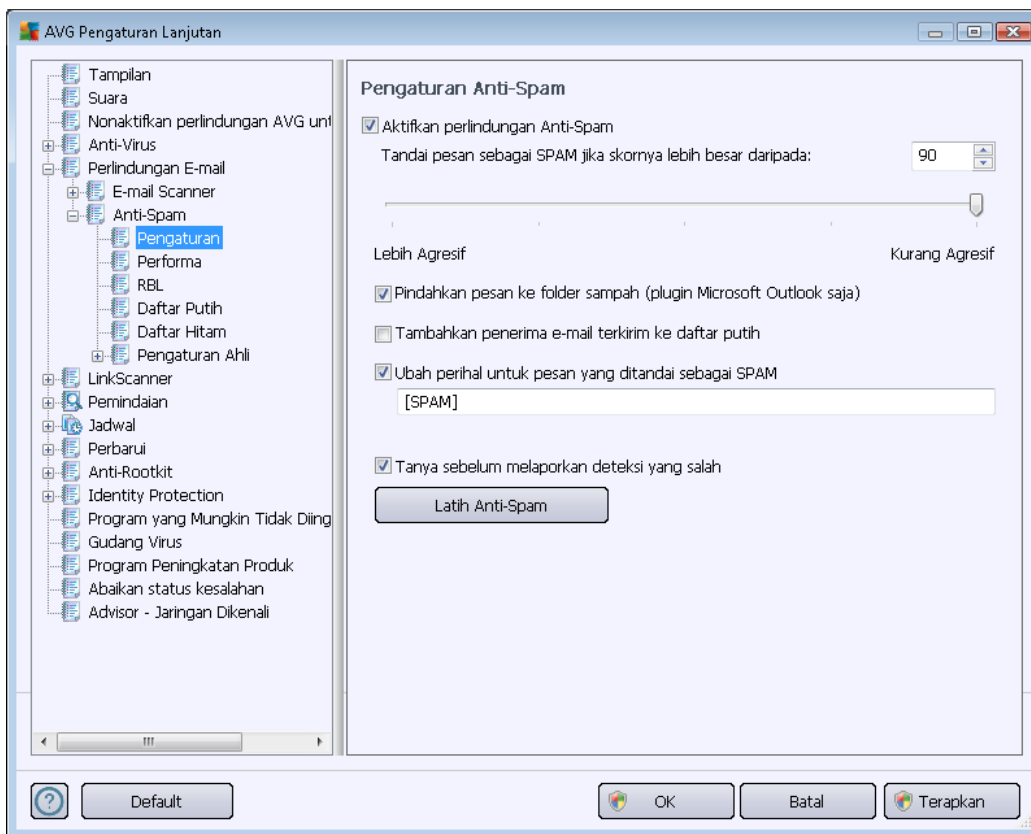 AVG Pengaturan Lanjutan
Tampilan
Suara
Nonaktifkan perlindungan AVG unt
Anti-Virus
Perlindungan E-mail
E-mail Scanner
Anti-Spam
Pengaturan
Performa
RBL
Daftar Putih
Daftar Hitam
Pengaturan Ahli
LinkScanner
Pemindaian
Jadwal
Perbarui
Anti-Rootkit
Identity Protection
Program yang Mungkin Tidak Diing
Gudang Virus
Program Peningkatan Produk
Abaikan status kesalahan
Advisor - Jaringan Dikenali
Pengaturan Anti-Spam
Aktifkan perlindungan Anti-Spam
Tandai pesan sebagai SPAM jika skornya lebih besar daripada: 90
Lebih Agresif Kurang Agresif
Pindahkan pesan ke folder sampah (plugin Microsoft Outlook saja)
Tambahkan penerima e-mail terkirim ke daftar putih
Ubah perihal untuk pesan yang ditandai sebagai SPAM
[SPAM]
Tanya sebelum melaporkan deteksi yang salah
Latih Anti-Spam
? Default OK Batal Terapkan